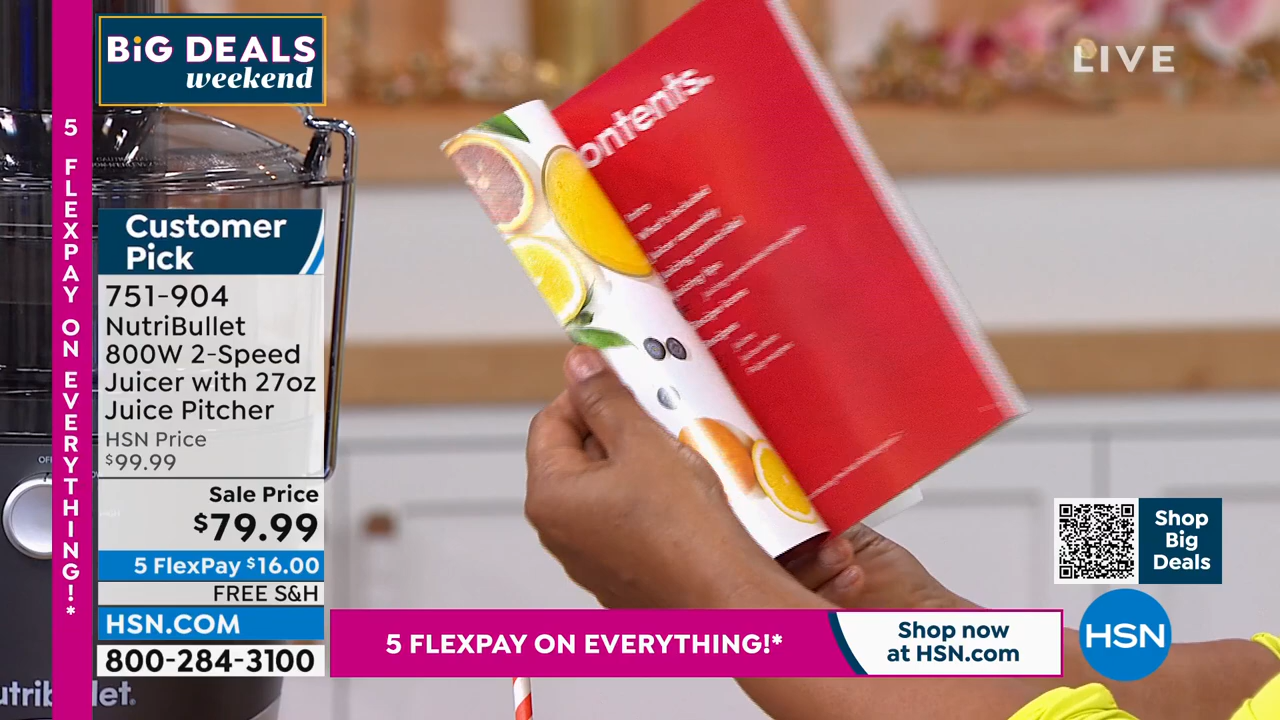 BiG DEALS
weekend
LIVE
5 FLEXPAY ON EVERYTHING!*
Customer
Pick
751-904
NutriBullet
800W 2-Speed
Juicer with 27oz
Juice Pitcher
HSN Price
$99.99
Sale Price
$79.99
5 FlexPay $16.00
FREE S&H
HSN.COM
800-284-3100
ontents.
Shop
Big
Deals
5 FLEXPAY ON EVERYTHING!*
Shop now
at HSN.com
HSN